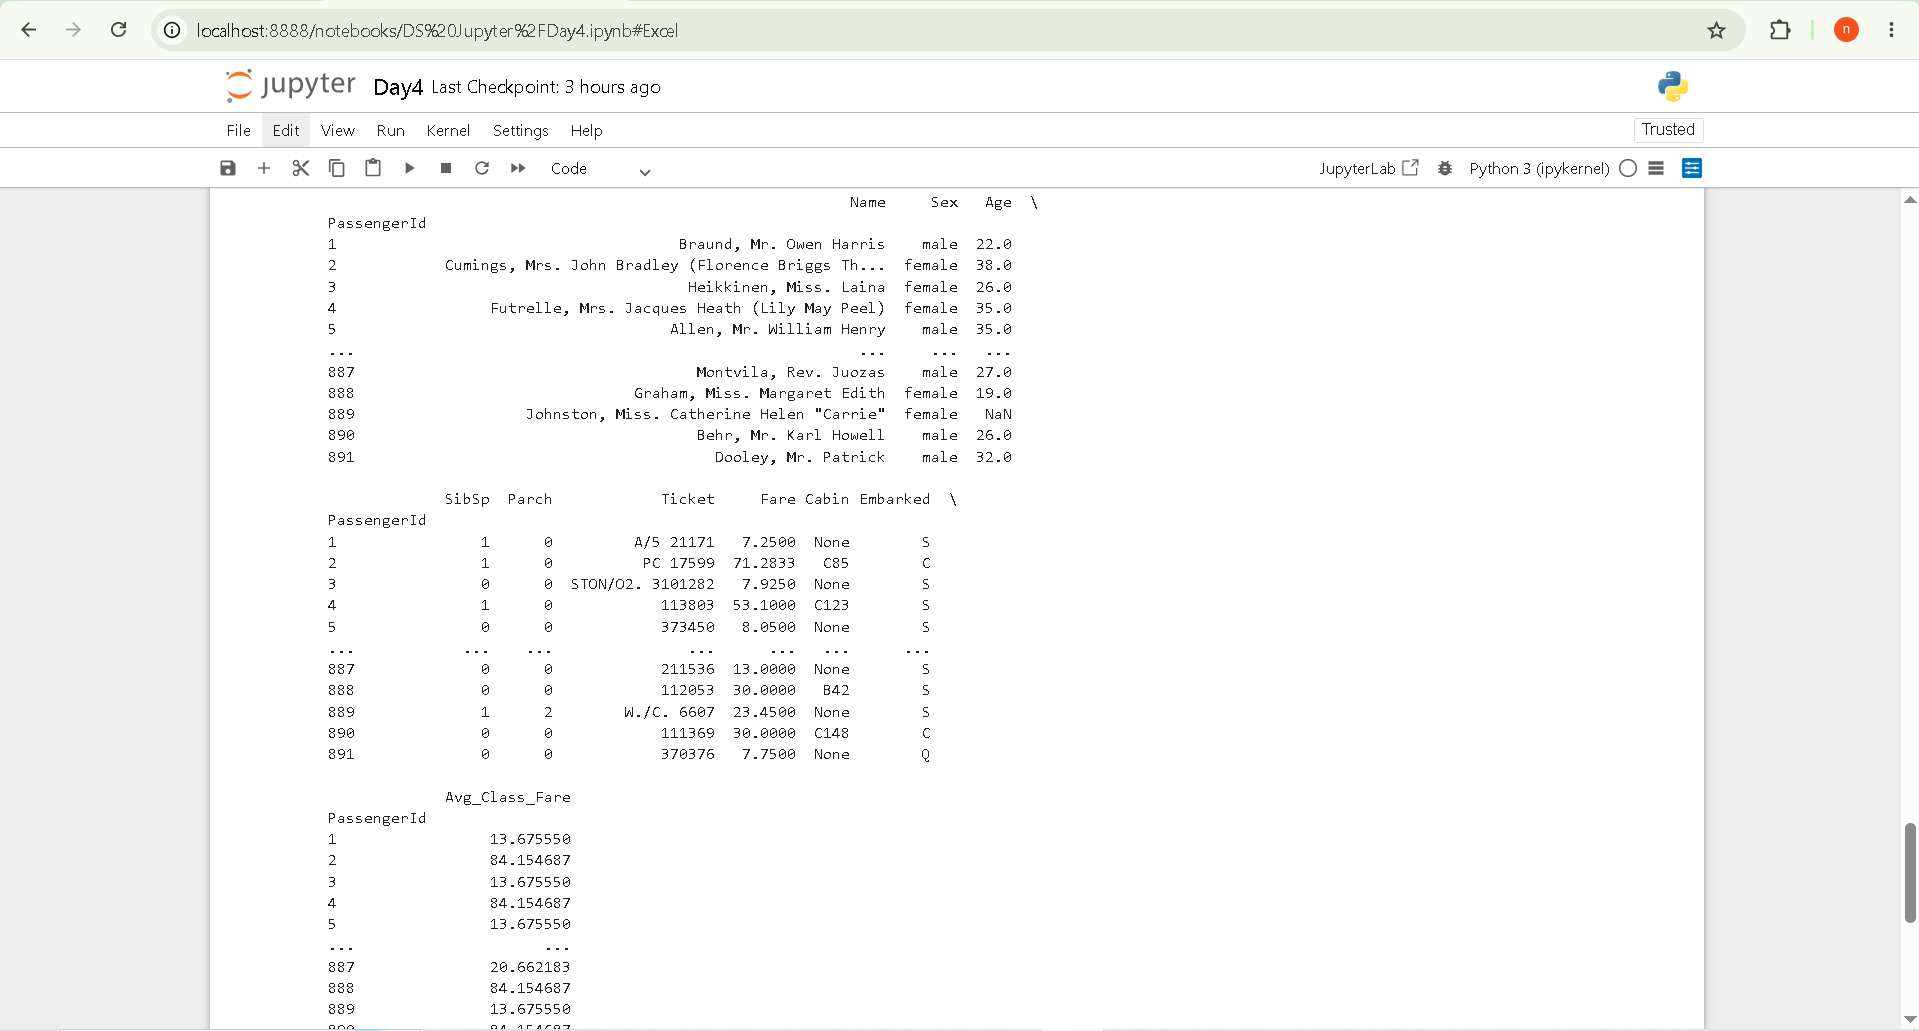 localhost:8888/notebooks/DS%20Jupyter%2FDay4.ipynb#Excel
n
jupyter Day4 Last Checkpoint: 3 hours ago
File Edit View Run Kernel Settings Help
Trusted
Code
JupyterLab
Python 3 (ipykernel)
Name Sex Age \
PassengerId
1 Braund, Mr. Owen Harris male 22.0
2 Cumings, Mrs. John Bradley (Florence Briggs Th... female 38.0
3 Heikkinen, Miss. Laina female 26.0
4 Futrelle, Mrs. Jacques Heath (Lily May Peel) female 35.0
5 Allen, Mr. William Henry male 35.0
... ... ... ...
887 Montvila, Rev. Juozas male 27.0
888 Graham, Miss. Margaret Edith female 19.0
889 Johnston, Miss. Catherine Helen "Carrie" female NaN
890 Behr, Mr. Karl Howell male 26.0
891 Dooley, Mr. Patrick male 32.0
SibSp Parch Ticket Fare Cabin Embarked \
PassengerId
1 1 0 A/5 21171 7.2500 None S
2 1 0 PC 17599 71.2833 C85 C
3 0 0 STON/O2. 3101282 7.9250 None S
4 1 0 113803 53.1000 C123 S
5 0 0 373450 8.0500 None S
... ... ... ... ... ... ...
887 0 0 211536 13.0000 None S
888 0 0 112053 30.0000 B42 S
889 1 2 W./C. 6607 23.4500 None S
890 0 0 111369 30.0000 C148 C
891 0 0 370376 7.7500 None Q
Avg_Class_Fare
PassengerId
1 13.675550
2 84.154687
3 13.675550
4 84.154687
5 13.675550
... ...
887 20.662183
888 84.154687
889 13.675550
890 84.154687